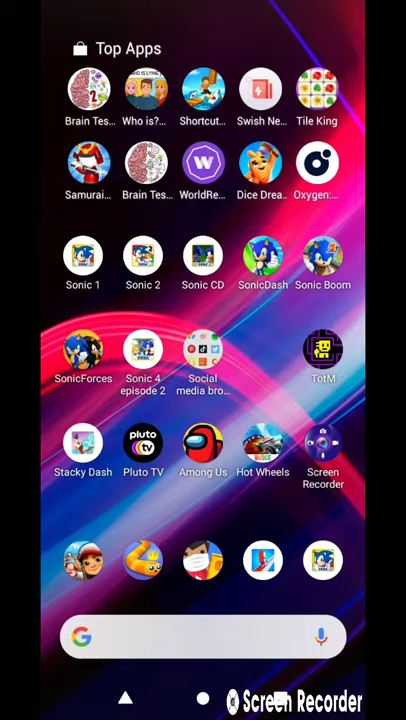 Top Apps
Brain Tes... Who is?... Shortcut... Swish Ne... Tile King
Samurai... Brain Tes... WorldRe... Dice Drea... Oxygen:...
Sonic 1 Sonic 2 Sonic CD SonicDash Sonic Boom
SonicForces Sonic 4
episode 2 Social
media bro... TotM
Stacky Dash Pluto TV Among Us Hot Wheels Screen
Recorder
Screen Recorder